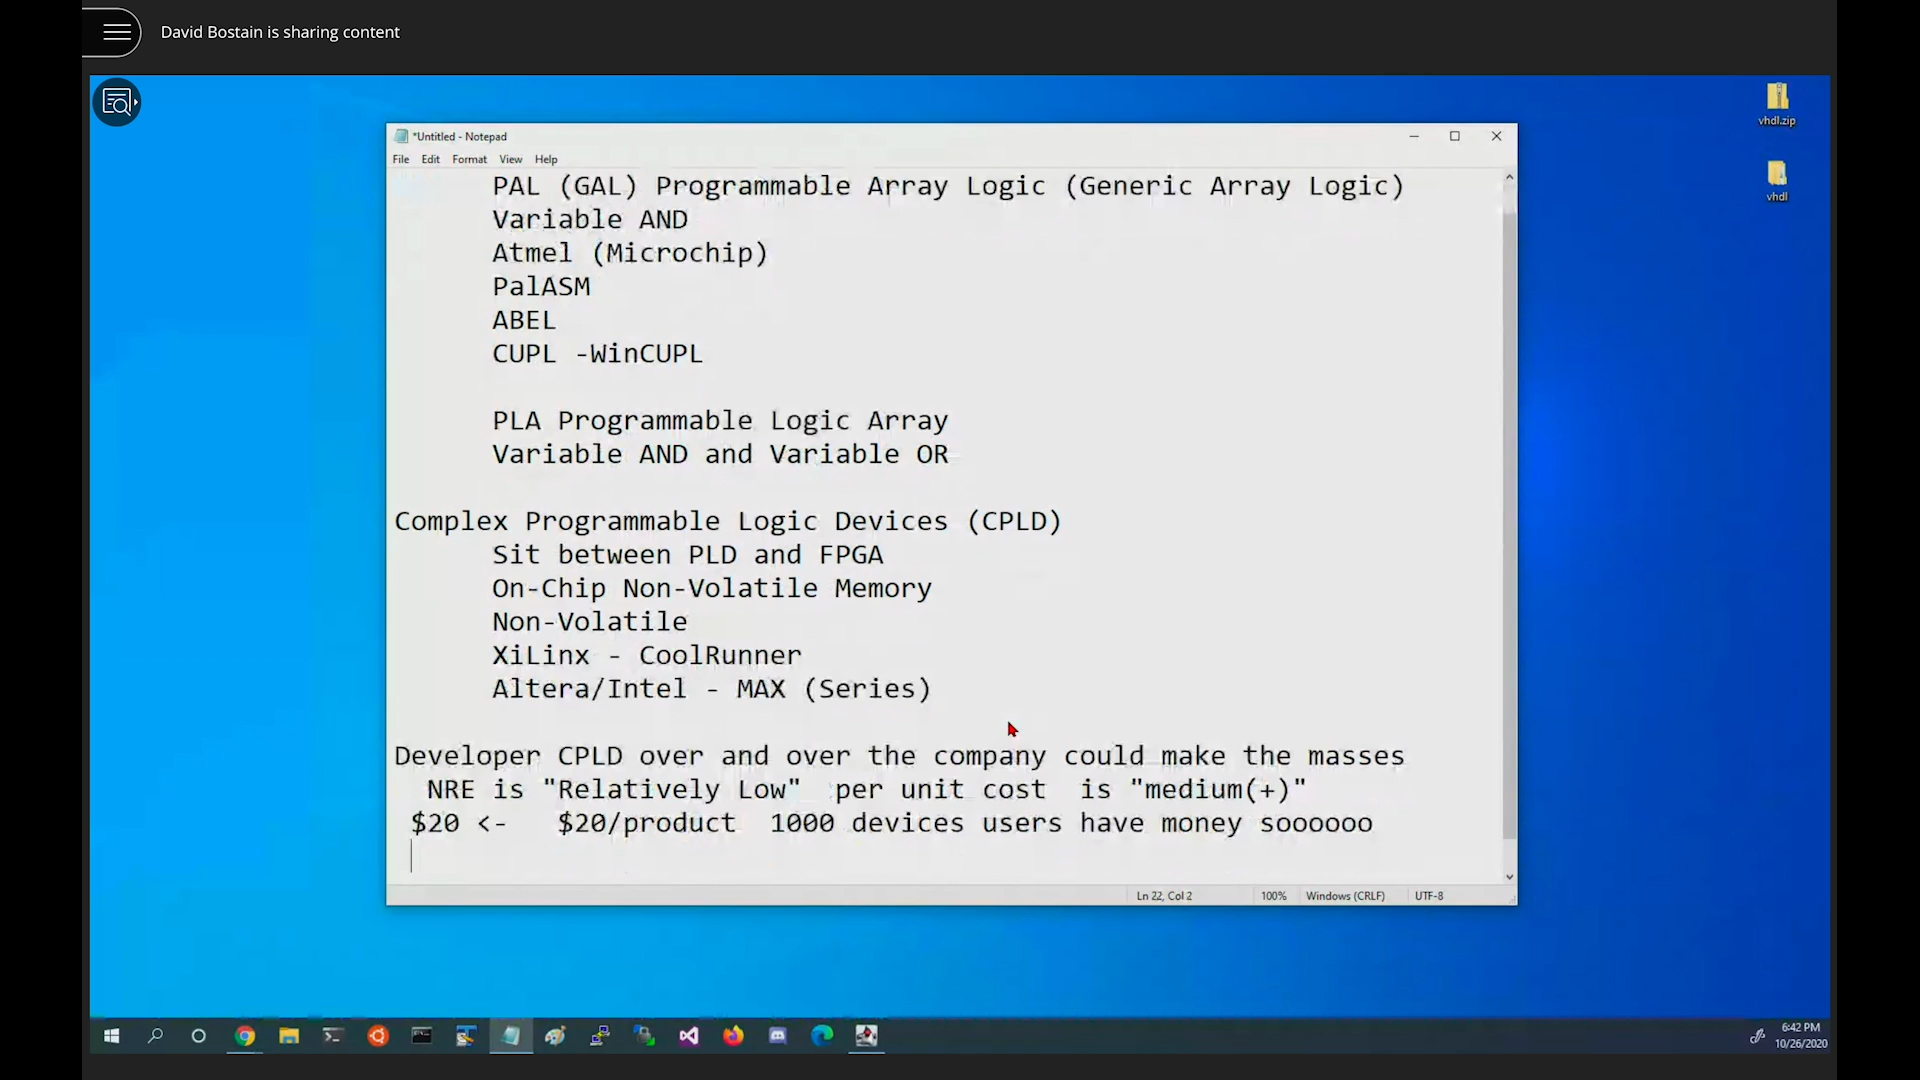 David Bostain is sharing content
vhdl.zip
vhdl
*Untitled - Notepad
File Edit Format View Help
PAL (GAL) Programmable Array Logic (Generic Array Logic)
Variable AND
Atmel (Microchip)
PalASM
ABEL
CUPL -WinCUPL
PLA Programmable Logic Array
Variable AND and Variable OR
Complex Programmable Logic Devices (CPLD)
Sit between PLD and FPGA
On-Chip Non-Volatile Memory
Non-Volatile
XiLinx - CoolRunner
Altera/Intel - MAX (Series)
Developer CPLD over and over the company could make the masses
NRE is "Relatively Low" per unit cost is "medium(+)"
$20 <- $20/product 1000 devices users have money soooooo
Ln 22, Col 2 100% Windows (CRLF) UTF-8
6:42 PM
10/26/2020